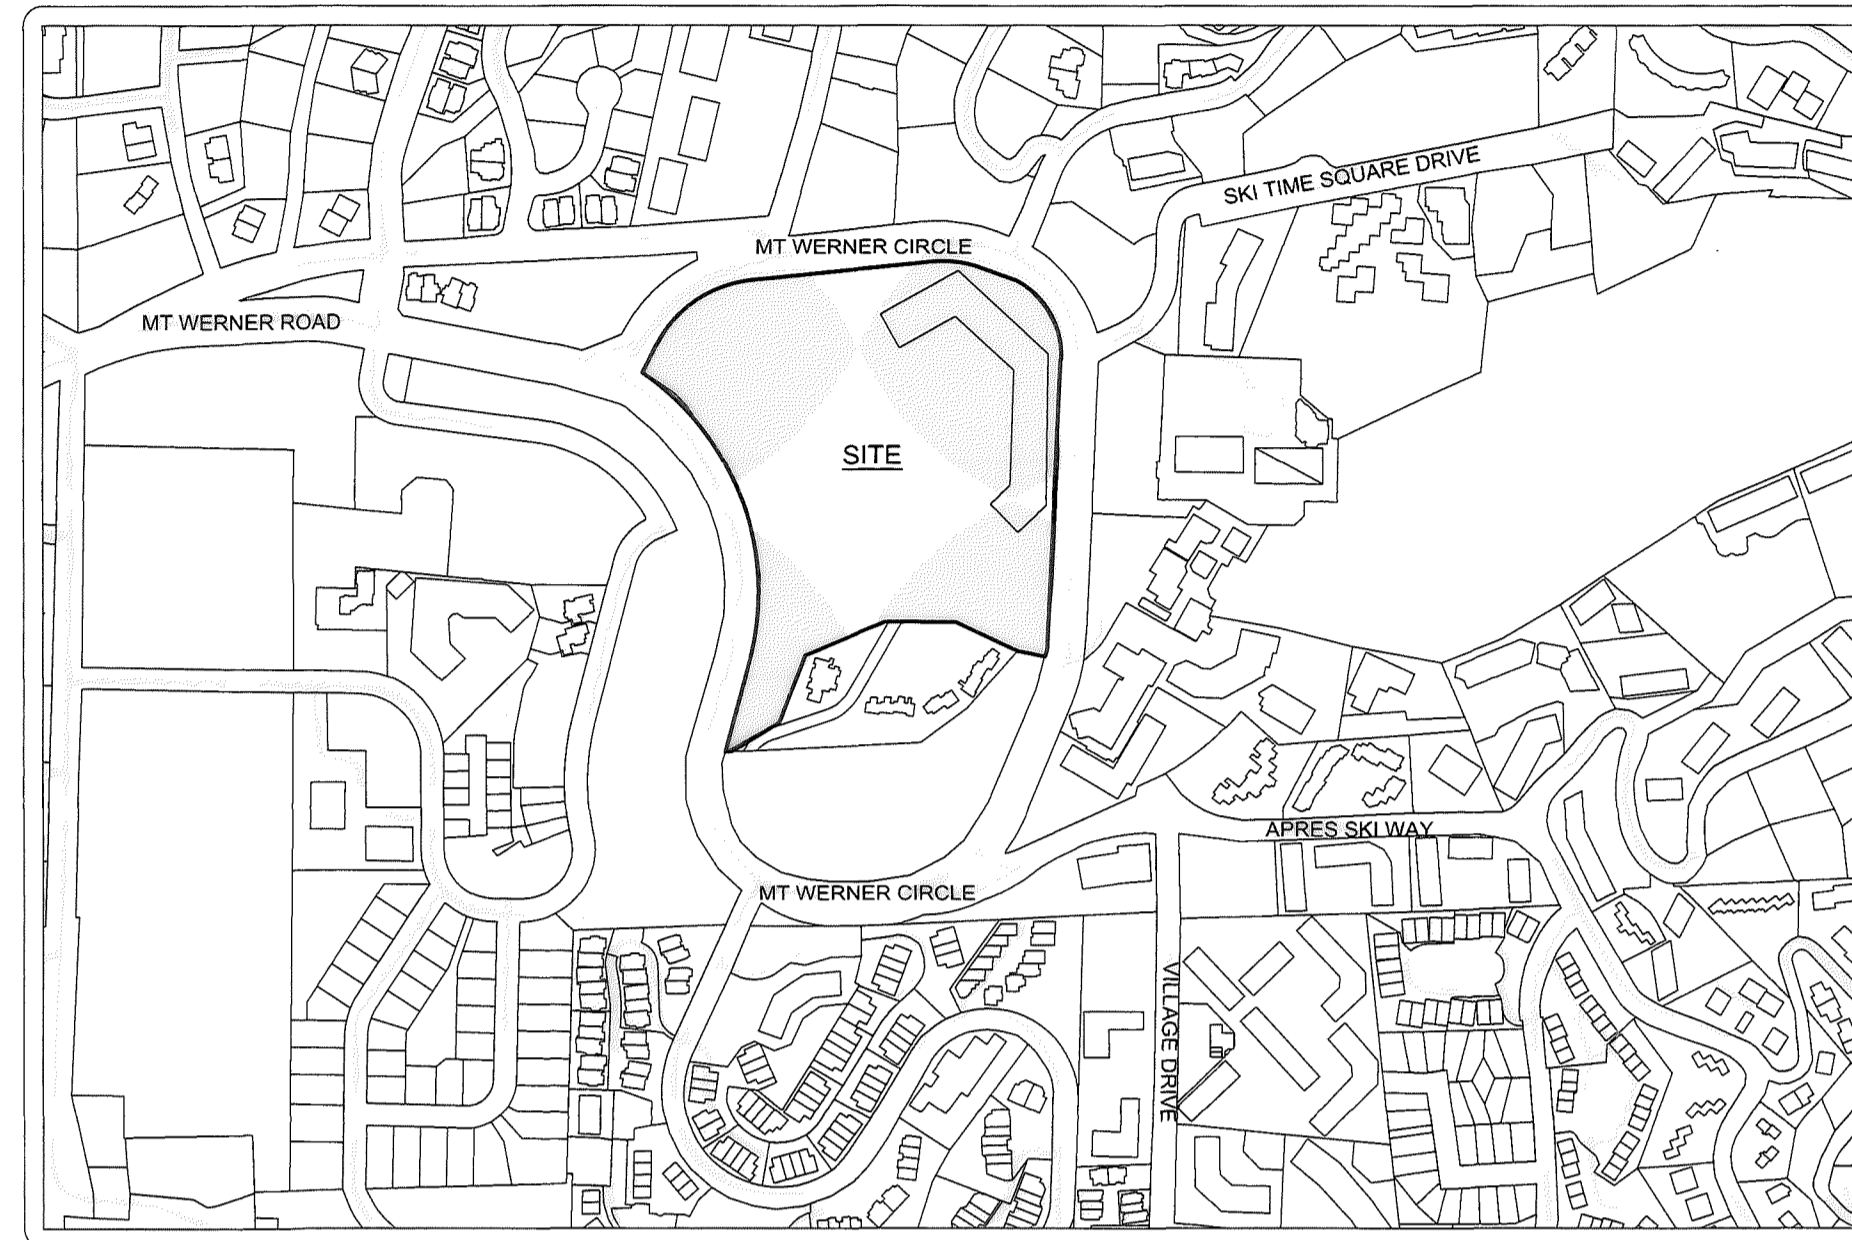 SKI TIME SQUARE DRIVE
MT WERNER CIRCLE
MT WERNER ROAD
SITE
APRES SKI WAY
MT WERNER CIRCLE
VILLAGE DRIVE